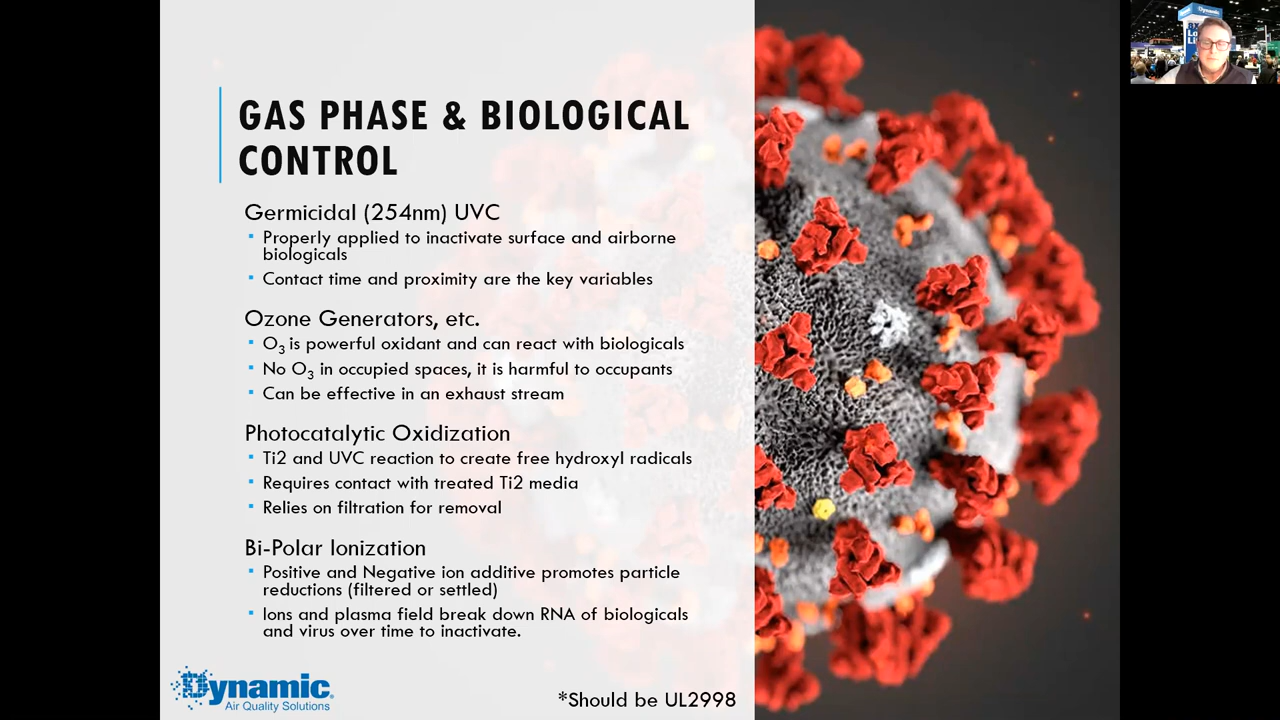 GAS PHASE & BIOLOGICAL
CONTROL
Germicidal (254nm) UVC
▪ Properly applied to inactivate surface and airborne
biologicals
▪ Contact time and proximity are the key variables
Ozone Generators, etc.
▪ O3 is powerful oxidant and can react with biologicals
▪ No O3 in occupied spaces, it is harmful to occupants
▪ Can be effective in an exhaust stream
Photocatalytic Oxidization
▪ Ti2 and UVC reaction to create free hydroxyl radicals
▪ Requires contact with treated Ti2 media
▪ Relies on filtration for removal
Bi-Polar Ionization
▪ Positive and Negative ion additive promotes particle
reductions (filtered or settled)
▪ Ions and plasma field break down RNA of biologicals
and virus over time to inactivate.
Dynamic
Air Quality Solutions
*Should be UL2998
Dynamic